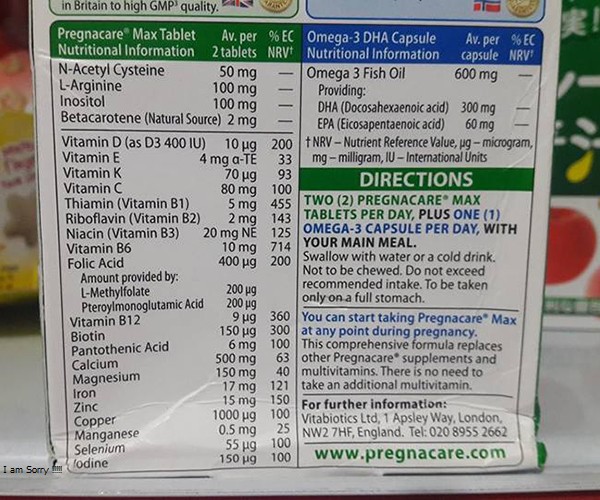 in Britain to high GMP³ quality.
Pregnacare® Max Tablet Av. per % EC
Nutritional Information 2 tablets NRV†
N-Acetyl Cysteine 50 mg —
L-Arginine 100 mg —
Inositol 100 mg —
Betacarotene (Natural Source) 2 mg —
Vitamin D (as D3 400 IU) 10 µg 200
Vitamin E 4 mg α-TE 33
Vitamin K 70 µg 93
Vitamin C 80 mg 100
Thiamin (Vitamin B1) 5 mg 455
Riboflavin (Vitamin B2) 2 mg 143
Niacin (Vitamin B3) 20 mg NE 125
Vitamin B6 10 mg 714
Folic Acid 400 µg 200
Amount provided by:
L-Methylfolate 200 µg
Pteroylmonoglutamic Acid 200 µg
Vitamin B12 9 µg 360
Biotin 150 µg 300
Pantothenic Acid 6 mg 100
Calcium 500 mg 63
Magnesium 150 mg 40
Iron 17 mg 121
Zinc 15 mg 150
Copper 1000 µg 100
Manganese 0.5 mg 25
Selenium 55 µg 100
Iodine 150 µg 100
Omega-3 DHA Capsule Av. per % EC
Nutritional Information capsule NRV†
Omega 3 Fish Oil 600 mg —
Providing:
DHA (Docosahexaenoic acid) 300 mg —
EPA (Eicosapentaenoic acid) 60 mg —
† NRV – Nutrient Reference Value, µg – microgram,
mg – milligram, IU – International Units
DIRECTIONS
TWO (2) PREGNACARE® MAX
TABLETS PER DAY, PLUS ONE (1)
OMEGA-3 CAPSULE PER DAY, WITH
YOUR MAIN MEAL.
Swallow with water or a cold drink.
Not to be chewed. Do not exceed
recommended intake. To be taken
only on a full stomach.
You can start taking Pregnacare® Max
at any point during pregnancy.
This comprehensive formula replaces
other Pregnacare® supplements and
multivitamins. There is no need to
take an additional multivitamin.
For further information:
Vitabiotics Ltd, 1 Apsley Way, London,
NW2 7HF, England. Tel: 020 8955 2662
www.pregnacare.com
I am Sorry !!!!!